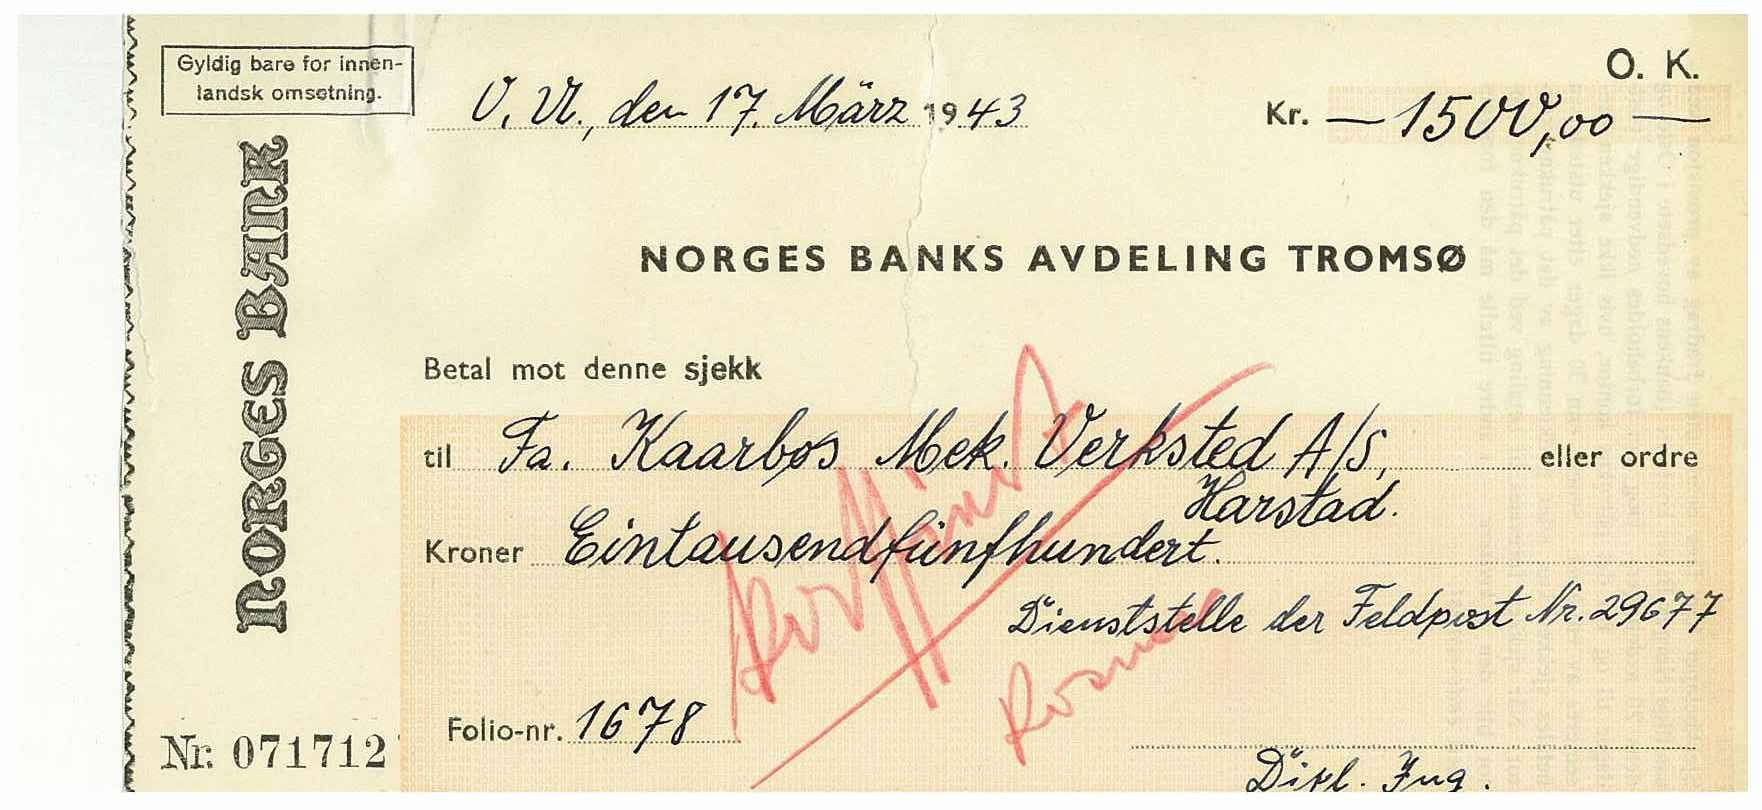 Gyldig bare for innen-
landsk omsetning.
O. K.
O. U., den 17. März 1943
Kr. — 1500,00 —
NORGES BANK
NORGES BANKS AVDELING TROMSØ
Betal mot denne sjekk
til Fa. Kaarbøs Mek. Verksted A/S, eller ordre
Harstad.
Kroner Eintausendfünfhundert.
Dienststelle der Feldpost Nr. 29677
Folio-nr. 1678
Nr. 071712
Dipl. Ing.